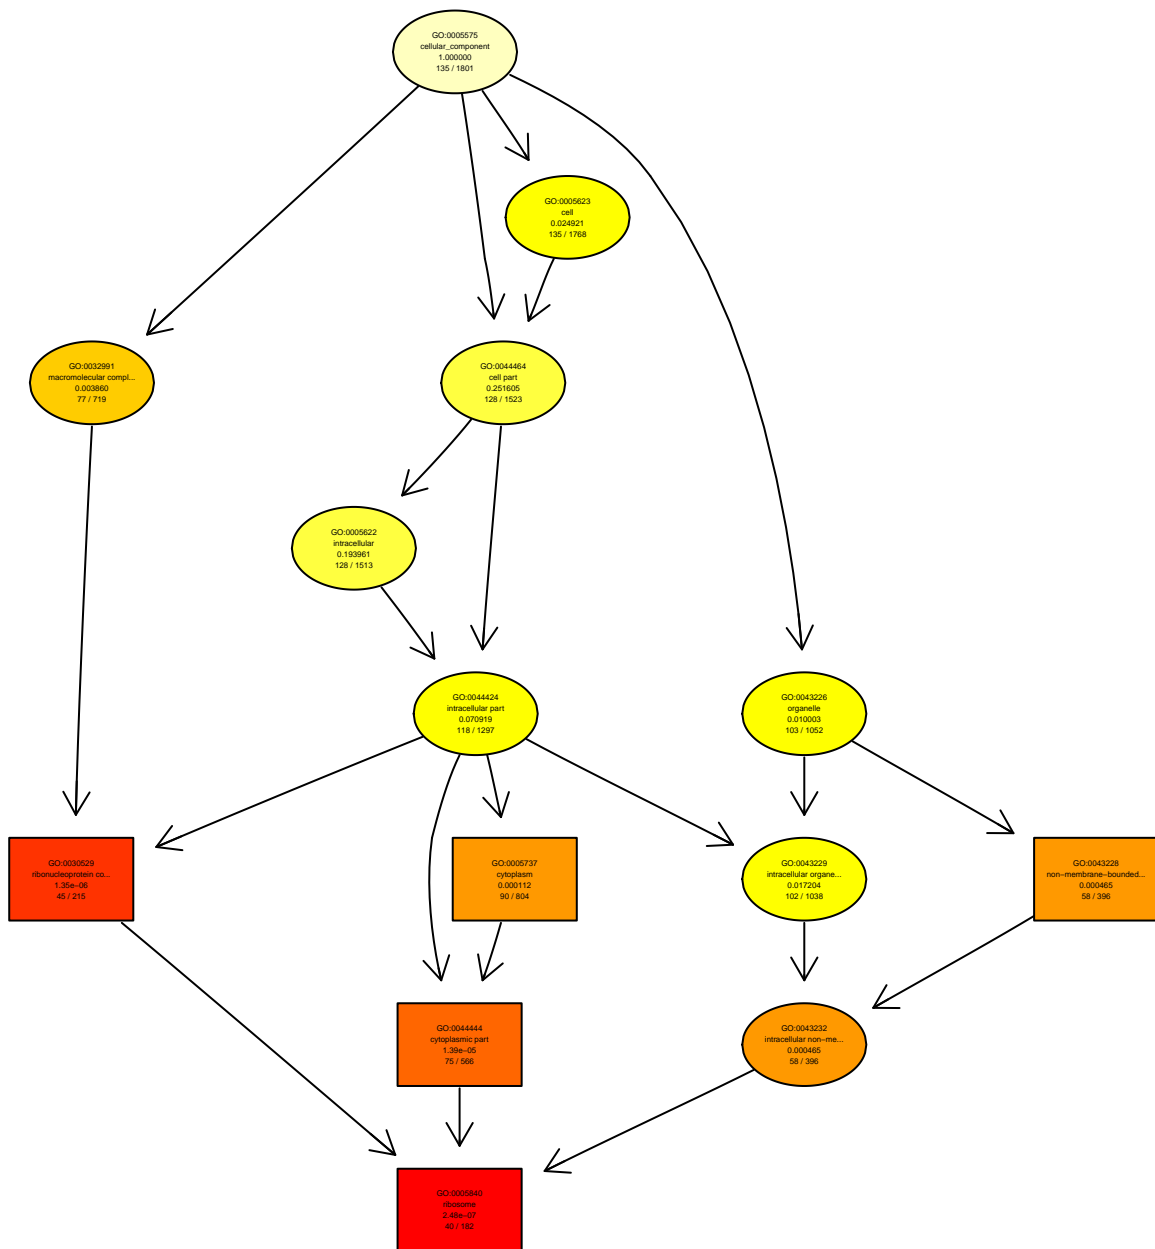 GO:0005575
cellular_component
1.000000
135 / 1801
GO:0005623
cell
0.024921
135 / 1768
GO:0032991
macromolecular compl...
0.003860
77 / 719
GO:0044464
cell part
0.251605
128 / 1523
GO:0005622
intracellular
0.193961
128 / 1513
GO:0044424
intracellular part
0.070919
118 / 1297
GO:0043226
organelle
0.010003
103 / 1052
GO:0030529
ribonucleoprotein co...
1.35e−06
45 / 215
GO:0005737
cytoplasm
0.000112
90 / 804
GO:0043229
intracellular organe...
0.017204
102 / 1038
GO:0043228
non−membrane−bounded...
0.000465
58 / 396
GO:0044444
cytoplasmic part
1.39e−05
75 / 566
GO:0043232
intracellular non−me...
0.000465
58 / 396
GO:0005840
ribosome
2.48e−07
40 / 182